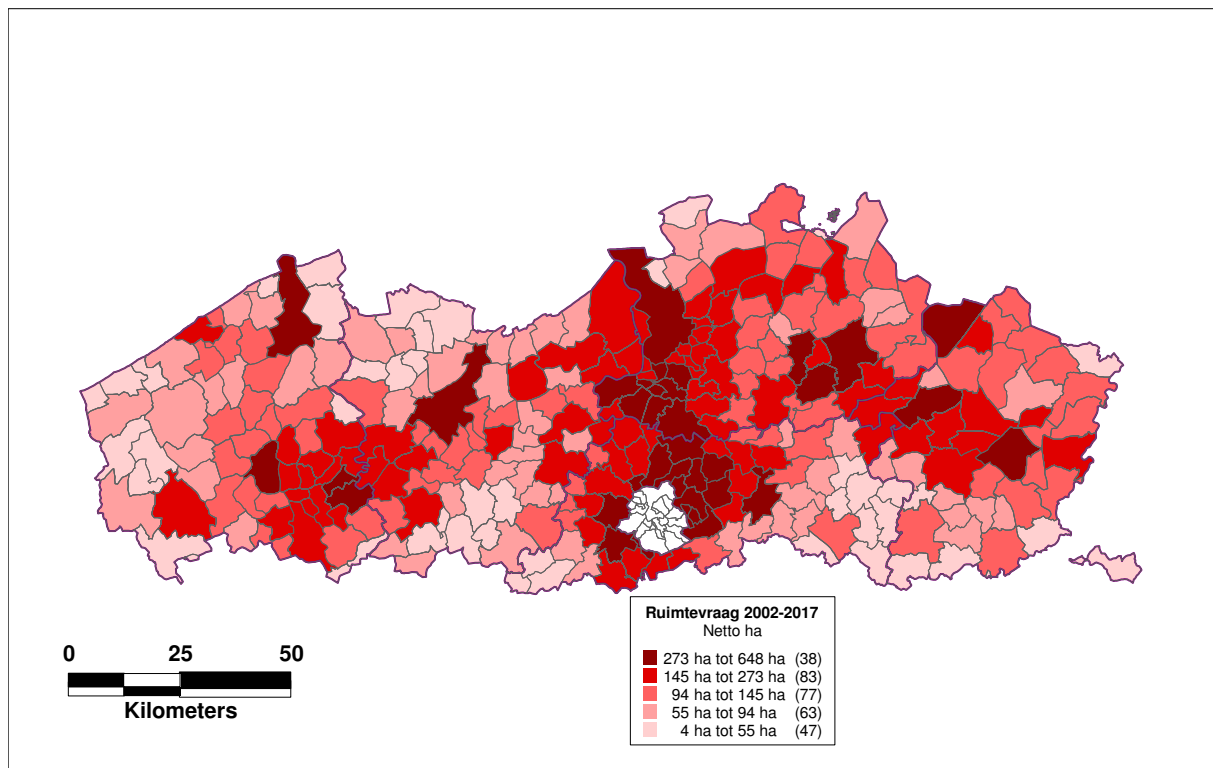 Ruimtevraag 2002-2017
Netto ha
273 ha tot 648 ha (38)
145 ha tot 273 ha (83)
94 ha tot 145 ha (77)
55 ha tot 94 ha (63)
4 ha tot 55 ha (47)
0 25 50
Kilometers